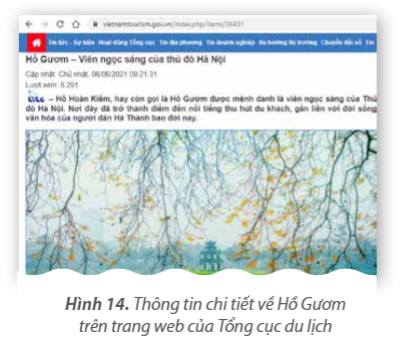 vietnamtourism.gov.vn/index.php/items/36401
Tin tức - Sự kiện Hoạt động Tổng cục Tin địa phương Tin doanh nghiệp Xu hướng thị trường Chuyển đổi số Tin
Hồ Gươm – Viên ngọc sáng của thủ đô Hà Nội
Cập nhật: Chủ nhật, 06/06/2021 09:21:31
Lượt xem: 8.291
– Hồ Hoàn Kiếm, hay còn gọi là Hồ Gươm được mệnh danh là viên ngọc sáng của Thủ
đô Hà Nội. Nơi đây đã trở thành điểm đến nổi tiếng thu hút du khách, gắn liền với đời sống
văn hóa của người dân Hà Thành bao đời nay.
Hình 14. Thông tin chi tiết về Hồ Gươm
trên trang web của Tổng cục du lịch